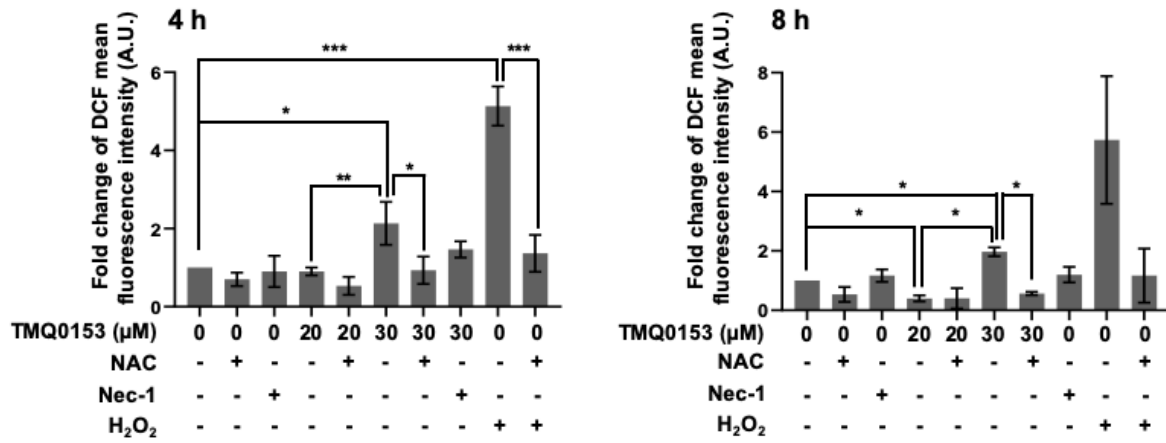 4 h
Fold change of DCF mean
fluorescence intensity (A.U.)
6
4
2
0
***
***
*
**
*
TMQ0153 (μM) 0 0 0 20 20 30 30 30 0 0
NAC - + - - + - + - - +
Nec-1 - - + - - - - + - -
H₂O₂ - - - - - - - - + +
8 h
Fold change of DCF mean
fluorescence intensity (A.U.)
8
6
4
2
0
*
*
*
*
TMQ0153 (μM) 0 0 0 20 20 30 30 30 0 0
NAC - + - - + - + - - +
Nec-1 - - + - - - - + - -
H₂O₂ - - - - - - - - + +